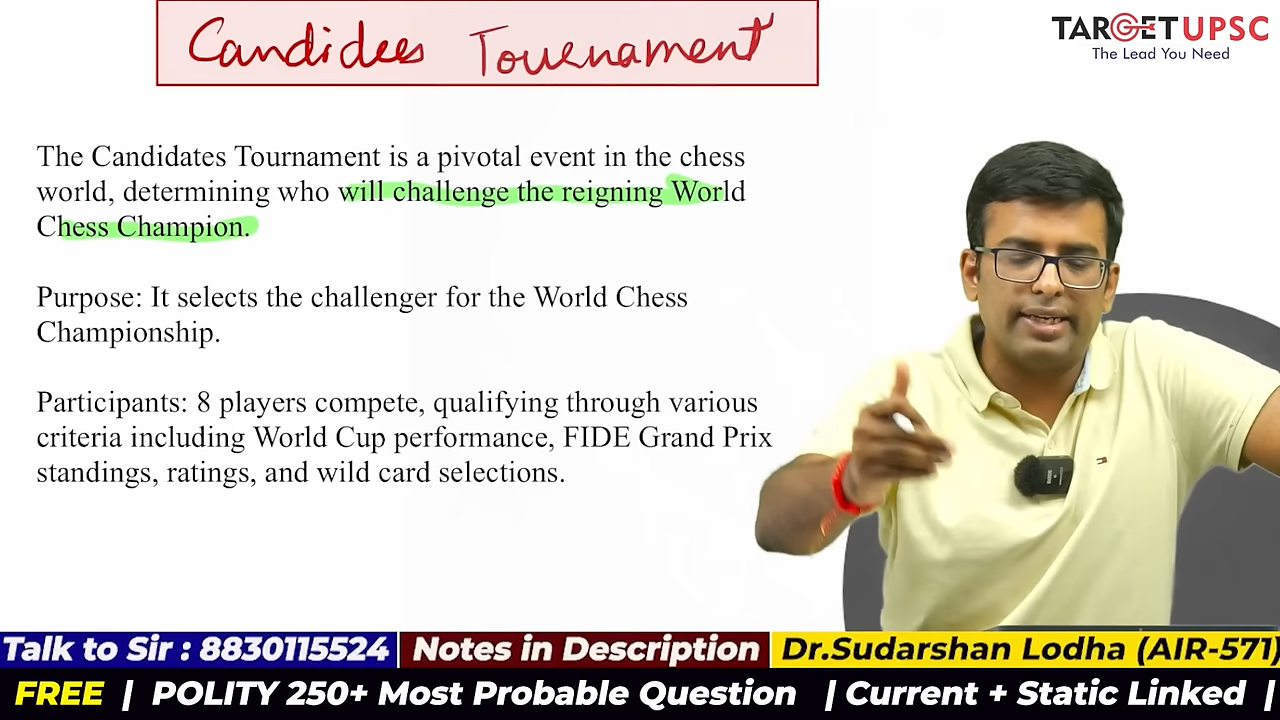 Candidees Tournament
TARGET UPSC
The Lead You Need
The Candidates Tournament is a pivotal event in the chess
world, determining who will challenge the reigning World
Chess Champion.
Purpose: It selects the challenger for the World Chess
Championship.
Participants: 8 players compete, qualifying through various
criteria including World Cup performance, FIDE Grand Prix
standings, ratings, and wild card selections.
Talk to Sir : 8830115524 Notes in Description Dr.Sudarshan Lodha (AIR-571)
FREE | POLITY 250+ Most Probable Question | Current + Static Linked |